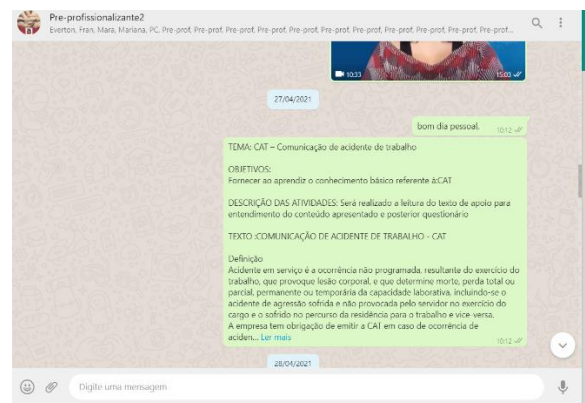 Pre-profissionalizante2
Everton, Fran, Mara, Mariana, PC, Pre-prof, Pre-prof, Pre-prof, Pre-prof, Pre-prof, Pre-prof, Pre-prof, Pre-prof, Pre-prof, Pre-prof, Pre-prof...
10:33
15:03
27/04/2021
bom dia pessoal,
10:12
TEMA: CAT – Comunicação de acidente de trabalho
OBJETIVOS:
Fornecer ao aprendiz o conhecimento básico referente à:CAT
DESCRIÇÃO DAS ATIVIDADES: Será realizado a leitura do texto de apoio para
entendimento do conteúdo apresentado e posterior questionário
TEXTO :COMUNICAÇÃO DE ACIDENTE DE TRABALHO - CAT
Definição
Acidente em serviço é a ocorrência não programada, resultante do exercício do
trabalho, que provoque lesão corporal, e que determine morte, perda total ou
parcial, permanente ou temporária da capacidade laborativa, incluindo-se o
acidente de agressão sofrida e não provocada pelo servidor no exercício do
cargo e o sofrido no percurso da residência para o trabalho e vice-versa.
A empresa tem obrigação de emitir a CAT em caso de ocorrência de
aciden... Ler mais
10:12
28/04/2021
Digite uma mensagem